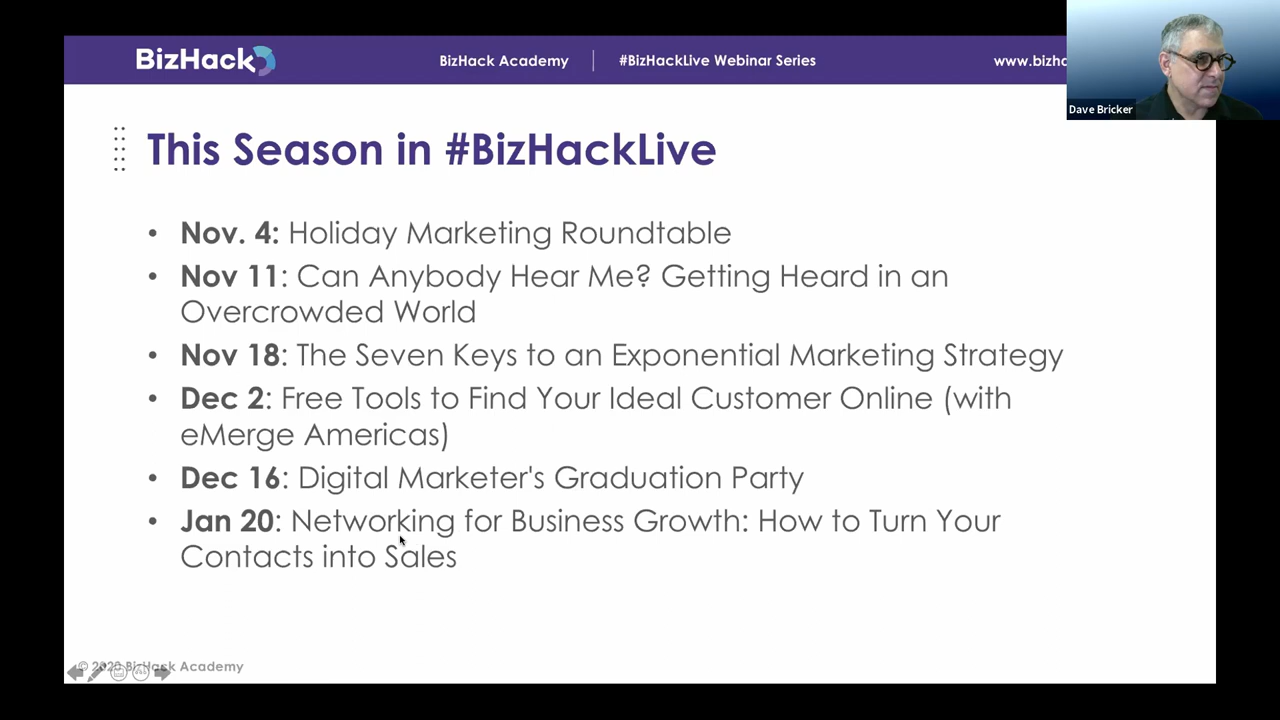 BizHack
BizHack Academy
#BizHackLive Webinar Series
www.bizha
Dave Bricker
This Season in #BizHackLive
• Nov. 4: Holiday Marketing Roundtable
• Nov 11: Can Anybody Hear Me? Getting Heard in an
Overcrowded World
• Nov 18: The Seven Keys to an Exponential Marketing Strategy
• Dec 2: Free Tools to Find Your Ideal Customer Online (with
eMerge Americas)
• Dec 16: Digital Marketer's Graduation Party
• Jan 20: Networking for Business Growth: How to Turn Your
Contacts into Sales
© 2020 BizHack Academy